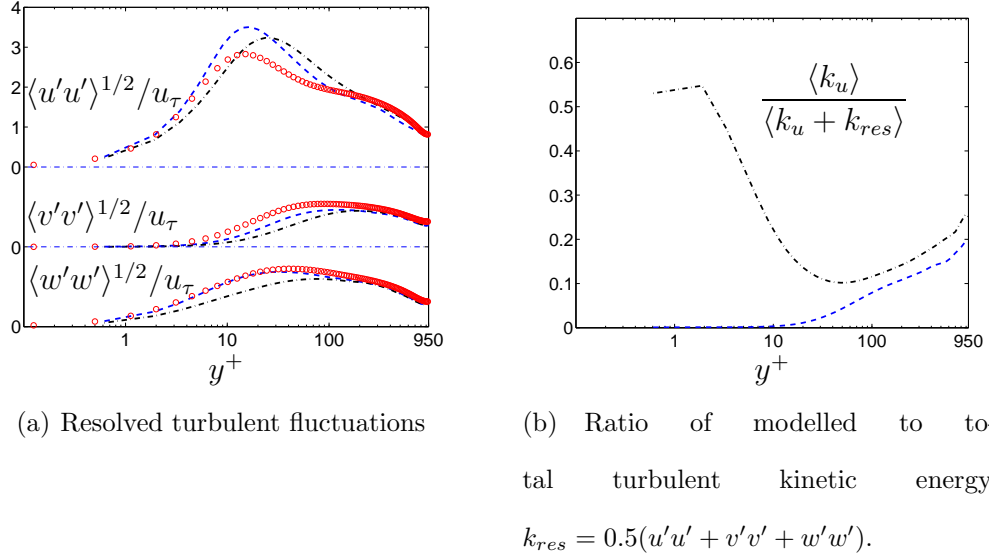 4
3
2
1
0
0
0
⟨u′u′⟩^{1/2}/u_τ
⟨v′v′⟩^{1/2}/u_τ
⟨w′w′⟩^{1/2}/u_τ
1 10 100 950
y⁺
(a) Resolved turbulent fluctuations
0.6
0.5
0.4
0.3
0.2
0.1
0
⟨k_u⟩
⟨k_u + k_{res}⟩
1 10 100 950
y⁺
(b) Ratio of modelled to to-
tal turbulent kinetic energy
k_{res} = 0.5(u′u′ + v′v′ + w′w′).